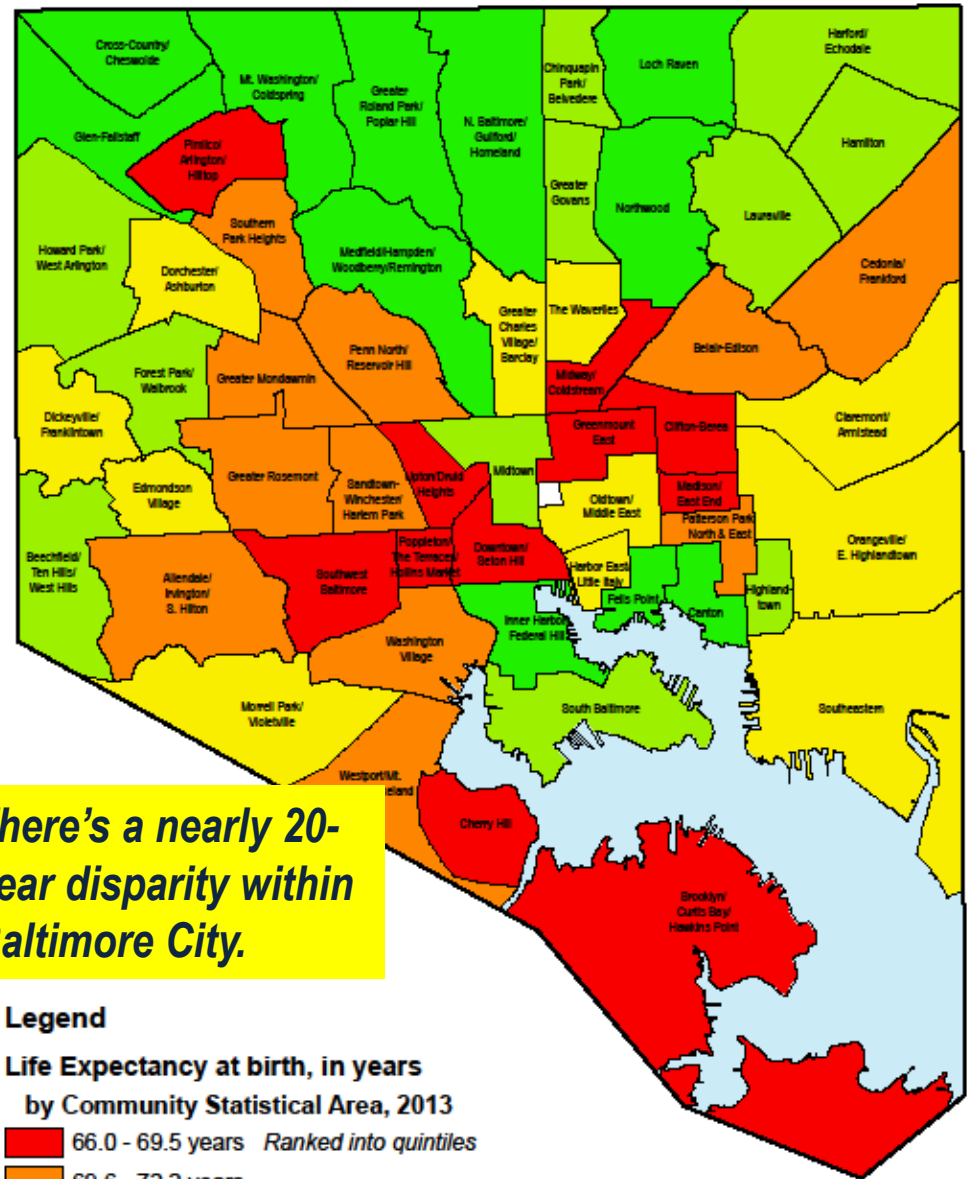 Cross-Country/
Cheswolde
Mt. Washington/
Coldspring
Greater
Roland Park/
Poplar Hill
N. Baltimore/
Guilford/
Homeland
Chinquapin
Park/
Belvedere
Loch Raven
Harford/
Echodale
Glen-Fallstaff
Pimlico/
Arlington/
Hilltop
Hamilton
Greater
Govans
Northwood
Lauraville
Southern
Park Heights
Howard Park/
West Arlington
Dorchester/
Ashburton
Medfield/Hampden/
Woodberry/Remington
Cedonia/
Frankford
Greater
Charles
Village/
Barclay
The Waverlies
Belair-Edison
Penn North/
Reservoir Hill
Forest Park/
Walbrook
Greater Mondawmin
Midway/
Coldstream
Dickeyville/
Franklintown
Greenmount
East
Clifton-Berea
Claremont/
Armistead
Edmondson
Village
Greater Rosemont
Sandtown-
Winchester/
Harlem Park
Upton/Druid
Heights
Midtown
Oldtown/
Middle East
Madison/
East End
Patterson Park
North & East
Orangeville/
E. Highlandtown
Beechfield/
Ten Hills/
West Hills
Allendale/
Irvington/
S. Hilton
Southwest
Baltimore
Poppleton/
The Terraces/
Hollins Market
Downtown/
Seton Hill
Harbor East/
Little Italy
Fells Point
Canton
Highland-
town
Inner Harbor/
Federal Hill
Washington
Village
Morrell Park/
Violetville
South Baltimore
Southeastern
Westport/Mt.
eland
Cherry Hill
Brooklyn/
Curtis Bay/
Hawkins Point
here's a nearly 20-
ear disparity within
altimore City.
Legend
Life Expectancy at birth, in years
by Community Statistical Area, 2013
66.0 - 69.5 years Ranked into quintiles